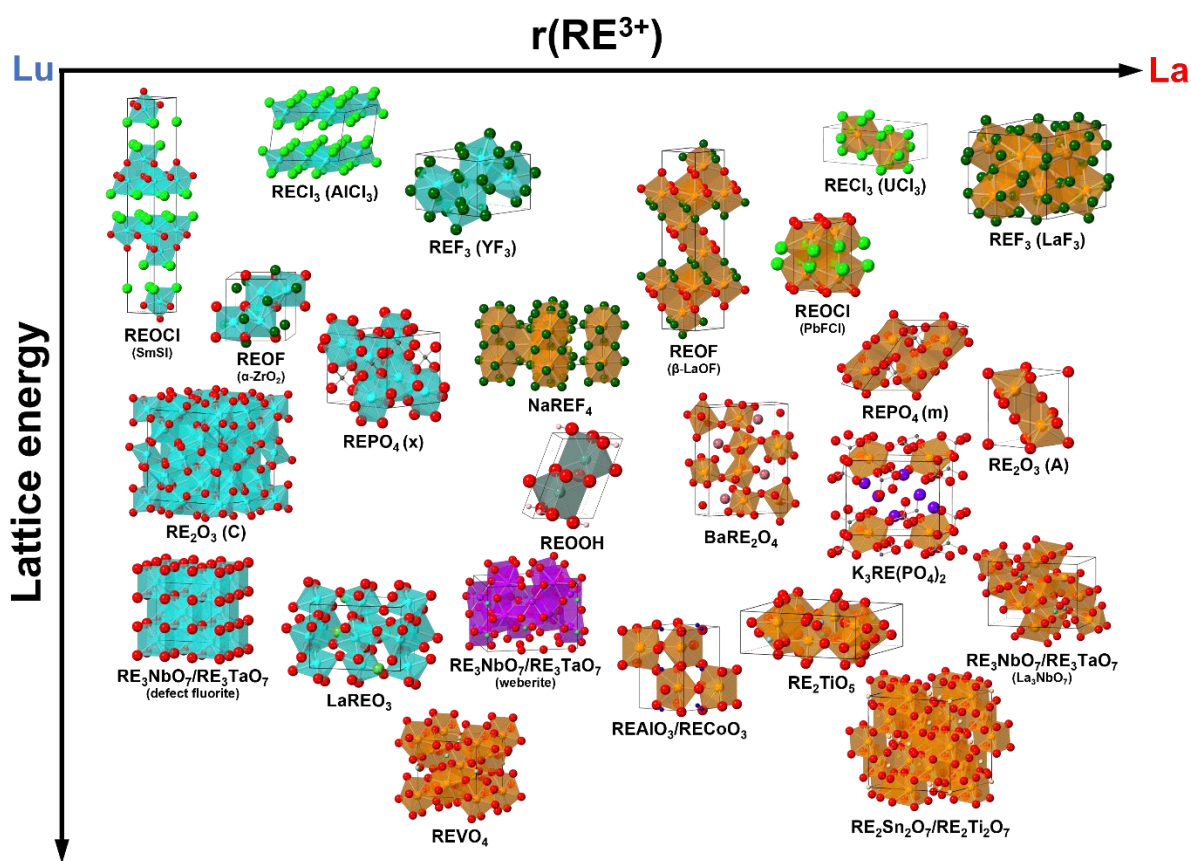 r(RE³⁺)
Lu
La
Lattice energy
RECl₃ (AlCl₃)
RECl₃ (UCl₃)
REF₃ (YF₃)
REF₃ (LaF₃)
REOCl
(SmSI)
REOF
(α-ZrO₂)
REPO₄ (x)
NaREF₄
REOF
(β-LaOF)
REOCl
(PbFCl)
REPO₄ (m)
RE₂O₃ (A)
RE₂O₃ (C)
REOOH
BaRE₂O₄
K₃RE(PO₄)₂
RE₃NbO₇/RE₃TaO₇
(defect fluorite)
LaREO₃
RE₃NbO₇/RE₃TaO₇
(weberite)
REAlO₃/RECoO₃
RE₂TiO₅
RE₃NbO₇/RE₃TaO₇
(La₃NbO₇)
REVO₄
RE₂Sn₂O₇/RE₂Ti₂O₇